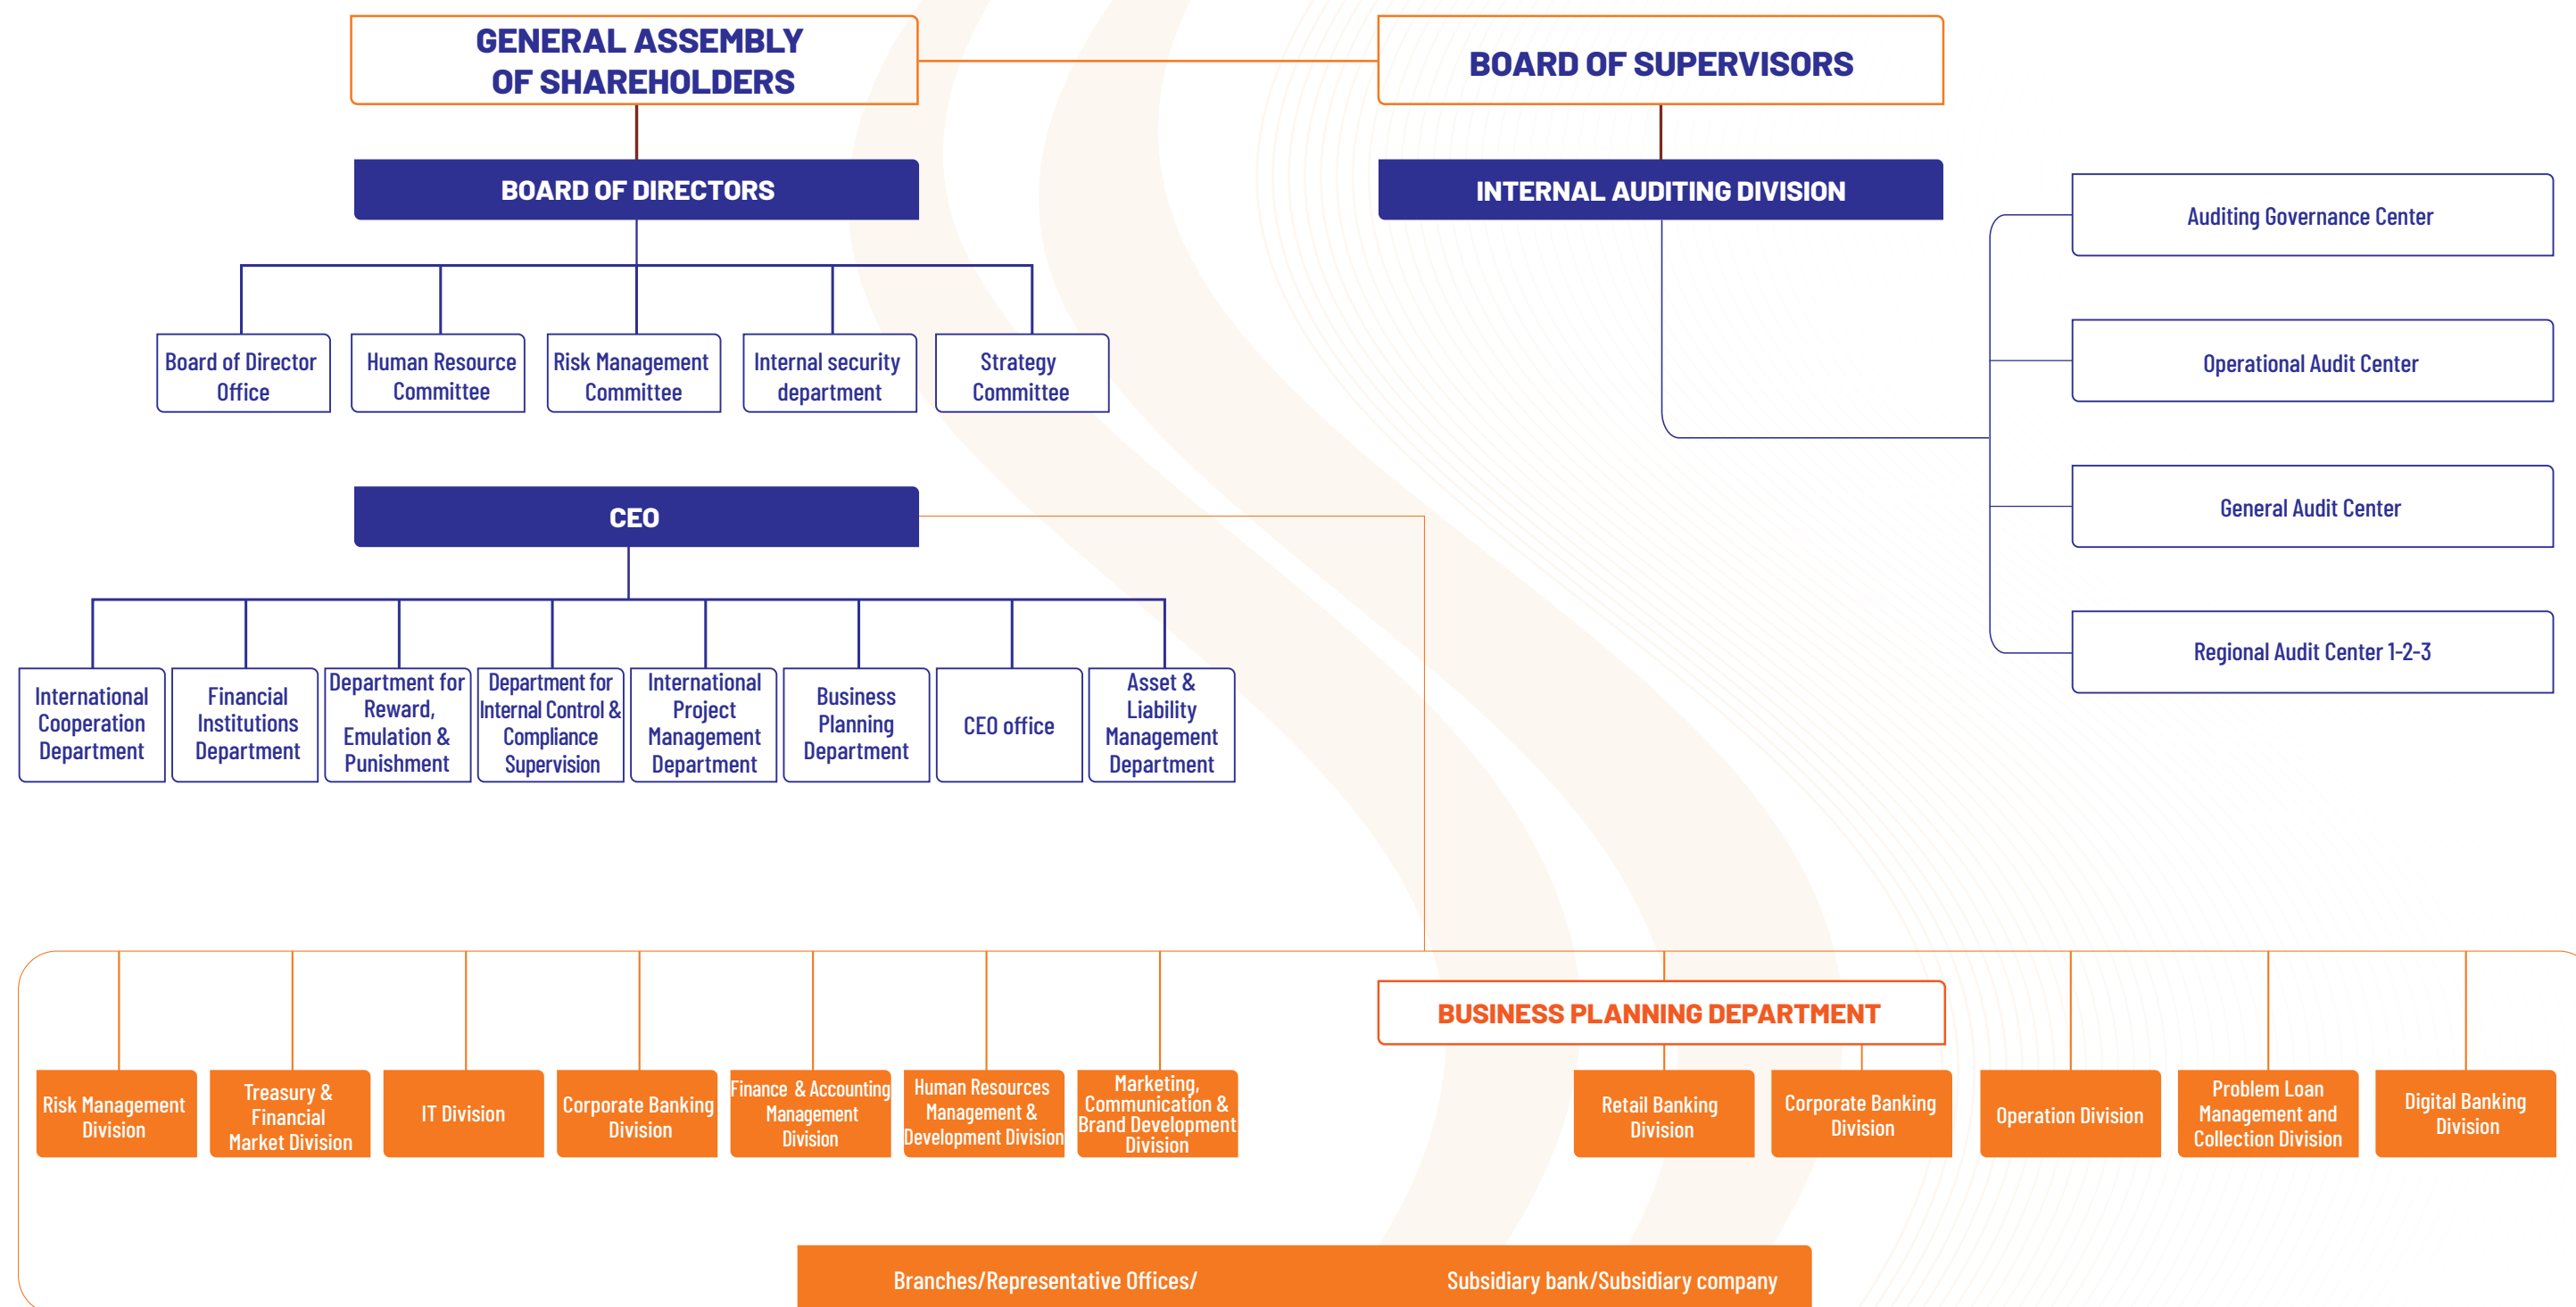 GENERAL ASSEMBLY
OF SHAREHOLDERS
BOARD OF SUPERVISORS
BOARD OF DIRECTORS
INTERNAL AUDITING DIVISION
Auditing Governance Center
Operational Audit Center
General Audit Center
Regional Audit Center 1-2-3
Board of Director
Office
Human Resource
Committee
Risk Management
Committee
Internal security
department
Strategy
Committee
CEO
International
Cooperation
Department
Financial
Institutions
Department
Department for
Reward,
Emulation &
Punishment
Department for
Internal Control &
Compliance
Supervision
International
Project
Management
Department
Business
Planning
Department
CEO office
Asset &
Liability
Management
Department
BUSINESS PLANNING DEPARTMENT
Risk Management
Division
Treasury &
Financial
Market Division
IT Division
Corporate Banking
Division
Finance & Accounting
Management
Division
Human Resources
Management &
Development Division
Marketing,
Communication &
Brand Development
Division
Retail Banking
Division
Corporate Banking
Division
Operation Division
Problem Loan
Management and
Collection Division
Digital Banking
Division
Branches/Representative Offices/
Subsidiary bank/Subsidiary company